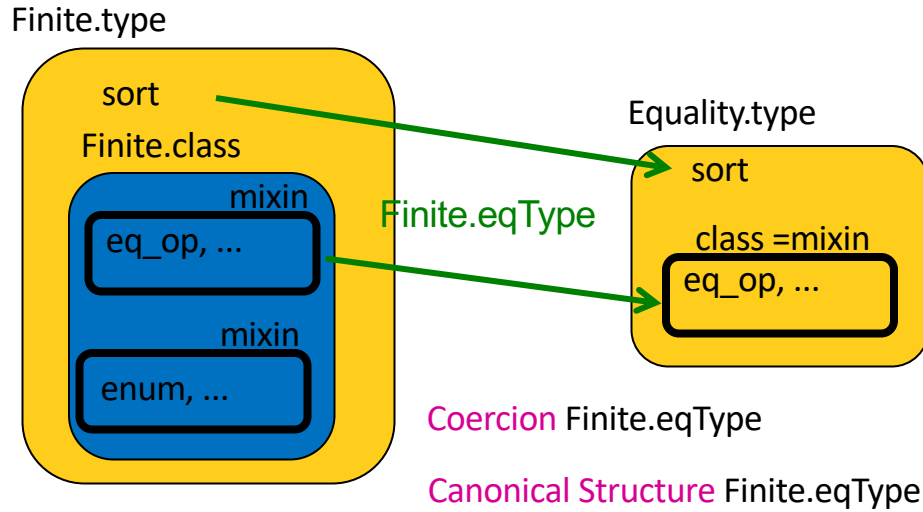 Finite.type
sort
Finite.class
mixin
eq_op, ...
mixin
enum, ...
Finite.eqType
Equality.type
sort
class =mixin
eq_op, ...
Coercion Finite.eqType
Canonical Structure Finite.eqType